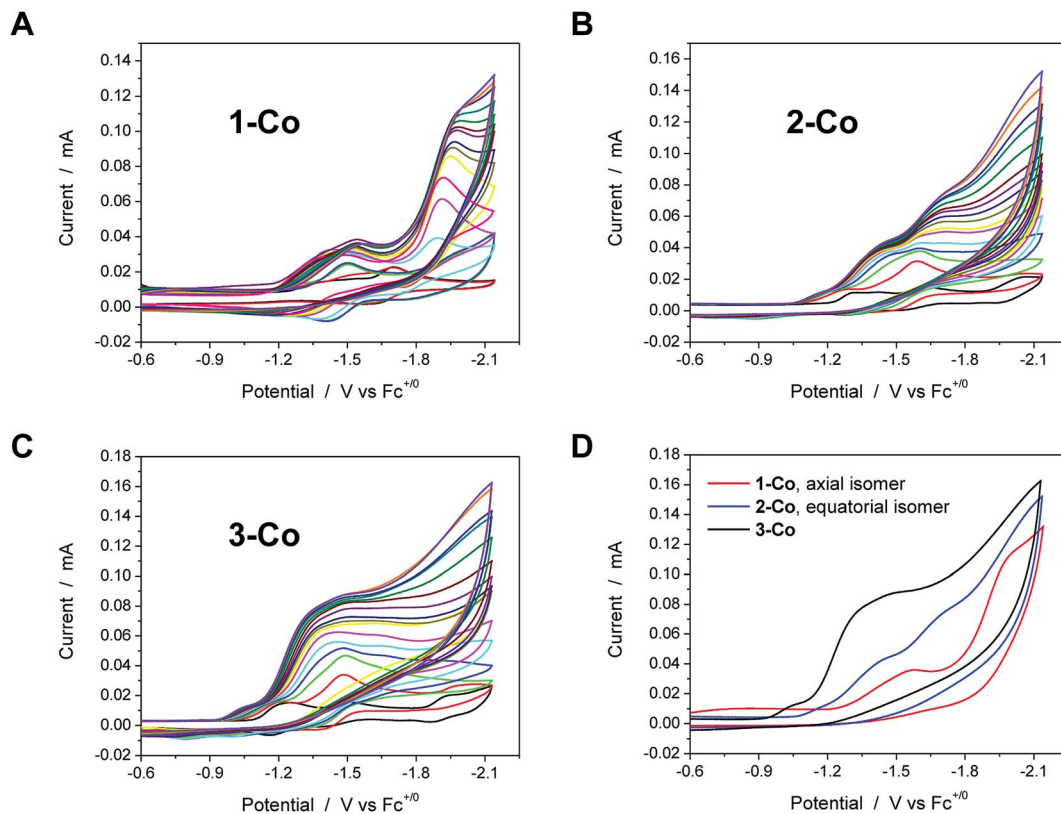 A
1-Co
Current / mA
0.14
0.12
0.10
0.08
0.06
0.04
0.02
0.00
-0.02
-0.6 -0.9 -1.2 -1.5 -1.8 -2.1
Potential / V vs Fc+/0
B
2-Co
Current / mA
0.16
0.14
0.12
0.10
0.08
0.06
0.04
0.02
0.00
-0.02
-0.6 -0.9 -1.2 -1.5 -1.8 -2.1
Potential / V vs Fc+/0
C
3-Co
Current / mA
0.18
0.16
0.14
0.12
0.10
0.08
0.06
0.04
0.02
0.00
-0.02
-0.6 -0.9 -1.2 -1.5 -1.8 -2.1
Potential / V vs Fc+/0
D
1-Co, axial isomer
2-Co, equatorial isomer
3-Co
Current / mA
0.18
0.16
0.14
0.12
0.10
0.08
0.06
0.04
0.02
0.00
-0.02
-0.6 -0.9 -1.2 -1.5 -1.8 -2.1
Potential / V vs Fc+/0